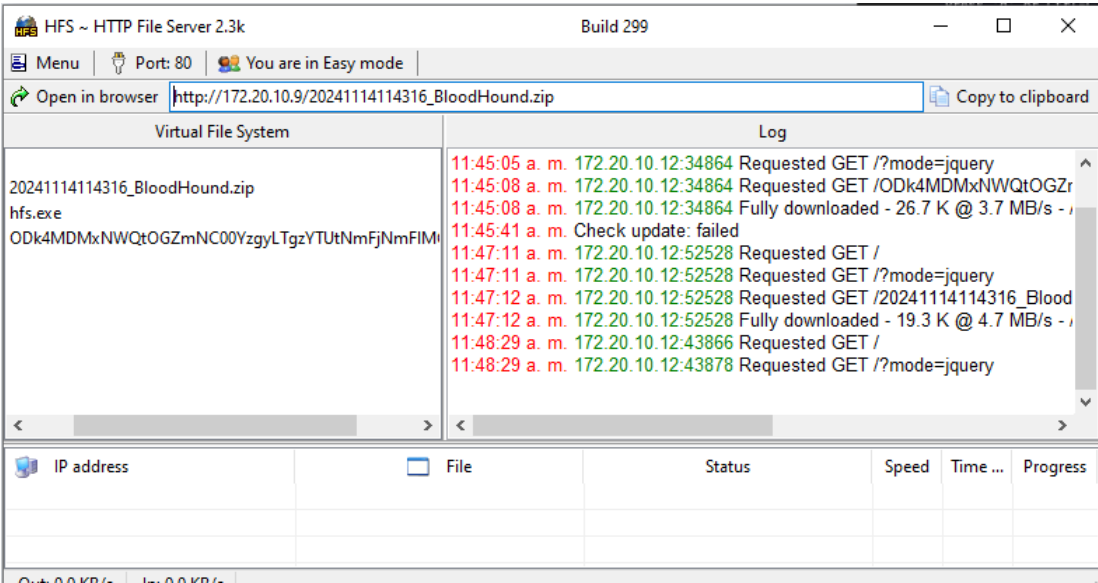 HFS ~ HTTP File Server 2.3k Build 299
Menu Port: 80 You are in Easy mode
Open in browser http://172.20.10.9/20241114114316_BloodHound.zip Copy to clipboard
Virtual File System Log
20241114114316_BloodHound.zip
hfs.exe
11:45:05 a. m. 172.20.10.12:34864 Requested GET /?mode=jquery
11:45:08 a. m. 172.20.10.12:34864 Requested GET
11:45:08 a. m. 172.20.10.12:34864 Fully downloaded - 26.7 K @ 3.7 MB/s -
11:45:41 a. m. Check update: failed
11:47:11 a. m. 172.20.10.12:52528 Requested GET /
11:47:11 a. m. 172.20.10.12:52528 Requested GET /?mode=jquery
11:47:12 a. m. 172.20.10.12:52528 Requested GET /20241114114316_Blood
11:47:12 a. m. 172.20.10.12:52528 Fully downloaded - 19.3 K @ 4.7 MB/s -
11:48:29 a. m. 172.20.10.12:43866 Requested GET /
11:48:29 a. m. 172.20.10.12:43878 Requested GET /?mode=jquery
IP address File Status Speed Time ... Progress
Out: 0.0 KB/s In: 0.0 KB/s